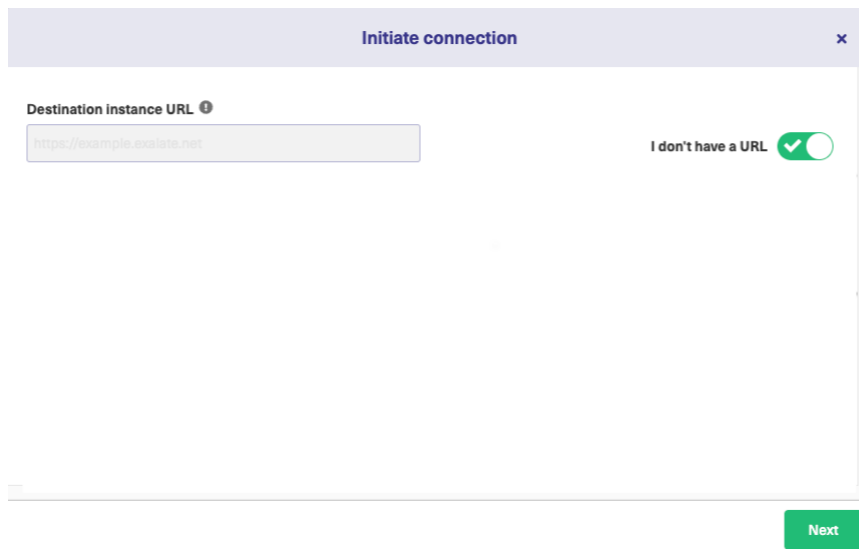 Initiate connection
Destination instance URL
https://example.exalate.net
I don't have a URL
Next